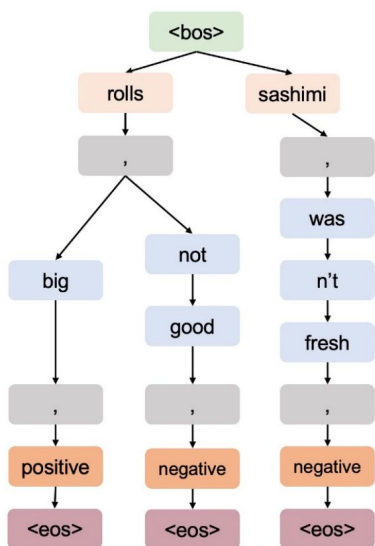 <bos>
rolls sashimi
, ,
was
not
big n't
good
fresh
, , ,
positive negative negative
<eos> <eos> <eos>